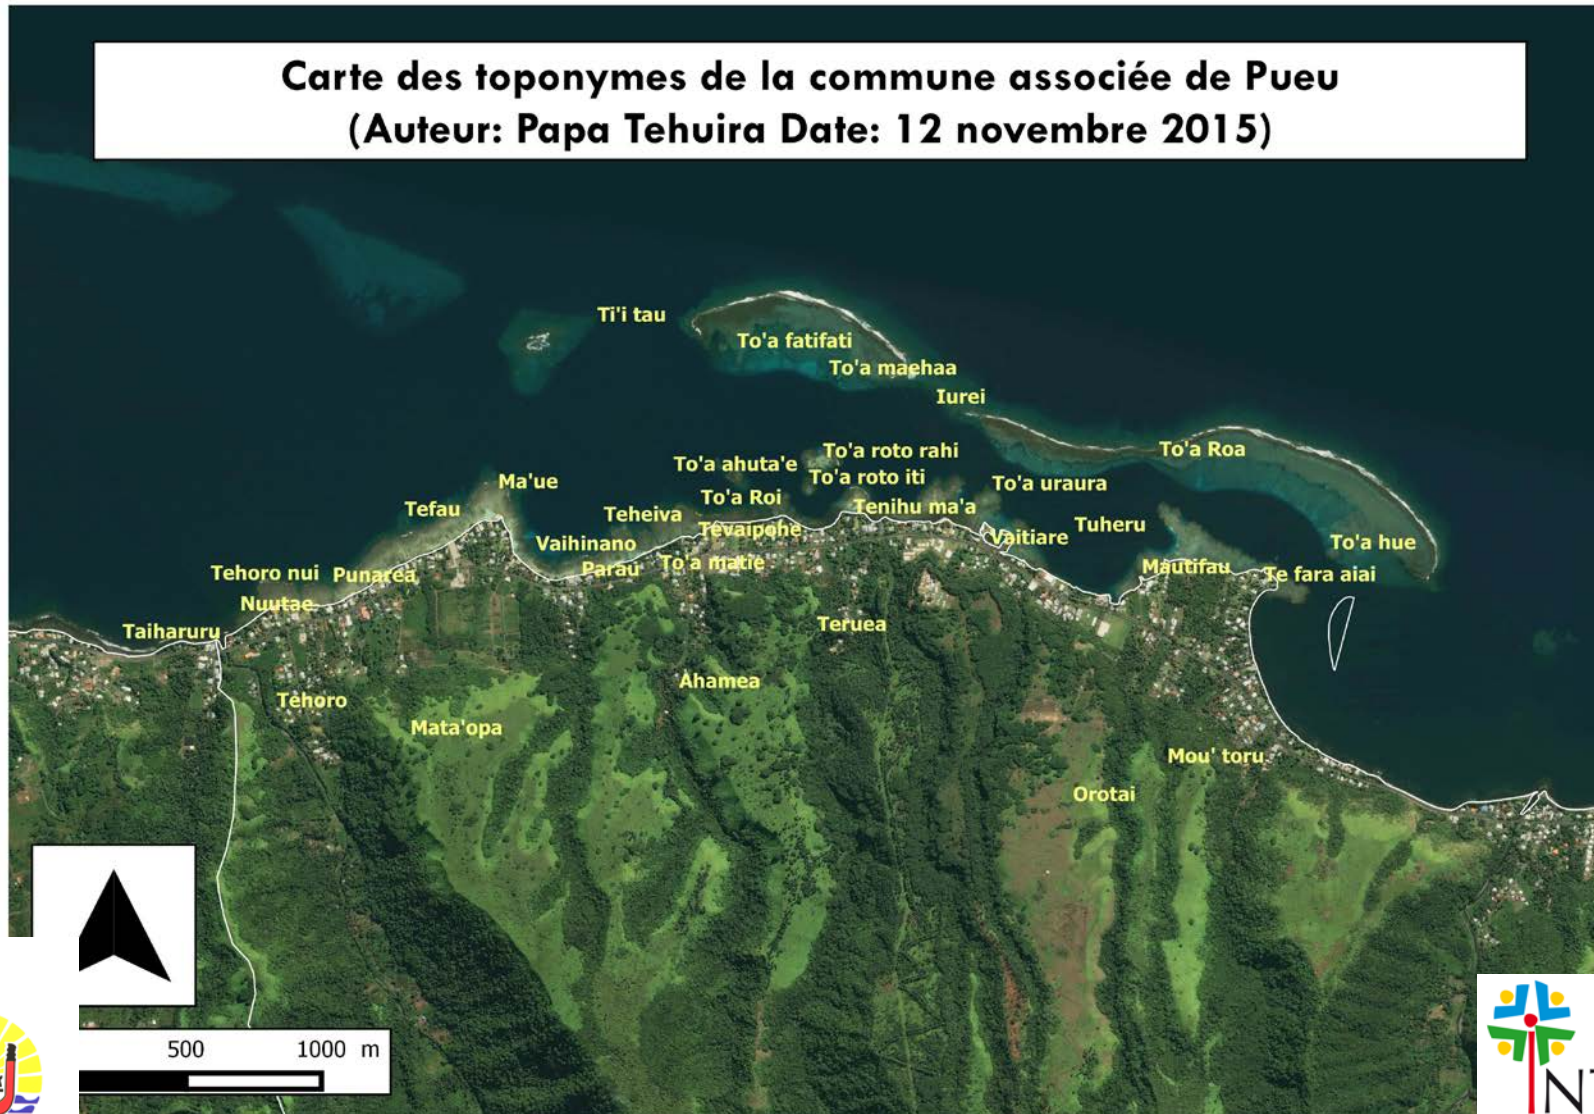 Carte des toponymes de la commune associée de Pueu
(Auteur: Papa Tehuira Date: 12 novembre 2015)
Ti'i tau
To'a fatifati
To'a maehaa
Iurei
To'a Roa
To'a roto rahi
To'a ahuta'e
To'a roto iti
To'a uraura
Ma'ue
To'a Roi
Tefau
Teheiva
Tenihu ma'a
Tuheru
Tevaipohe
Vaitiare
Vaihinano
To'a hue
To'a matie
Parau
Mautifau
Te fara aiai
Tehoro nui
Punarea
Nuutae
Taiharuru
Teruea
Ahamea
Tehoro
Mata'opa
Mou' toru
Orotai
500 1000 m